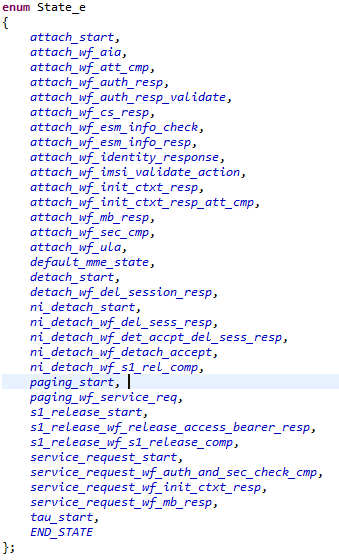 enum State_e
{
attach_start,
attach_wf_aia,
attach_wf_att_cmp,
attach_wf_auth_resp,
attach_wf_auth_resp_validate,
attach_wf_cs_resp,
attach_wf_esm_info_check,
attach_wf_esm_info_resp,
attach_wf_identity_response,
attach_wf_imsi_validate_action,
attach_wf_init_ctxt_resp,
attach_wf_init_ctxt_resp_att_cmp,
attach_wf_mb_resp,
attach_wf_sec_cmp,
attach_wf_ula,
default_mme_state,
detach_start,
detach_wf_del_session_resp,
ni_detach_start,
ni_detach_wf_del_sess_resp,
ni_detach_wf_det_accpt_del_sess_resp,
ni_detach_wf_detach_accept,
ni_detach_wf_s1_rel_comp,
paging_start,
paging_wf_service_req,
s1_release_start,
s1_release_wf_release_access_bearer_resp,
s1_release_wf_s1_release_comp,
service_request_start,
service_request_wf_auth_and_sec_check_cmp,
service_request_wf_init_ctxt_resp,
service_request_wf_mb_resp,
tau_start,
END_STATE
};